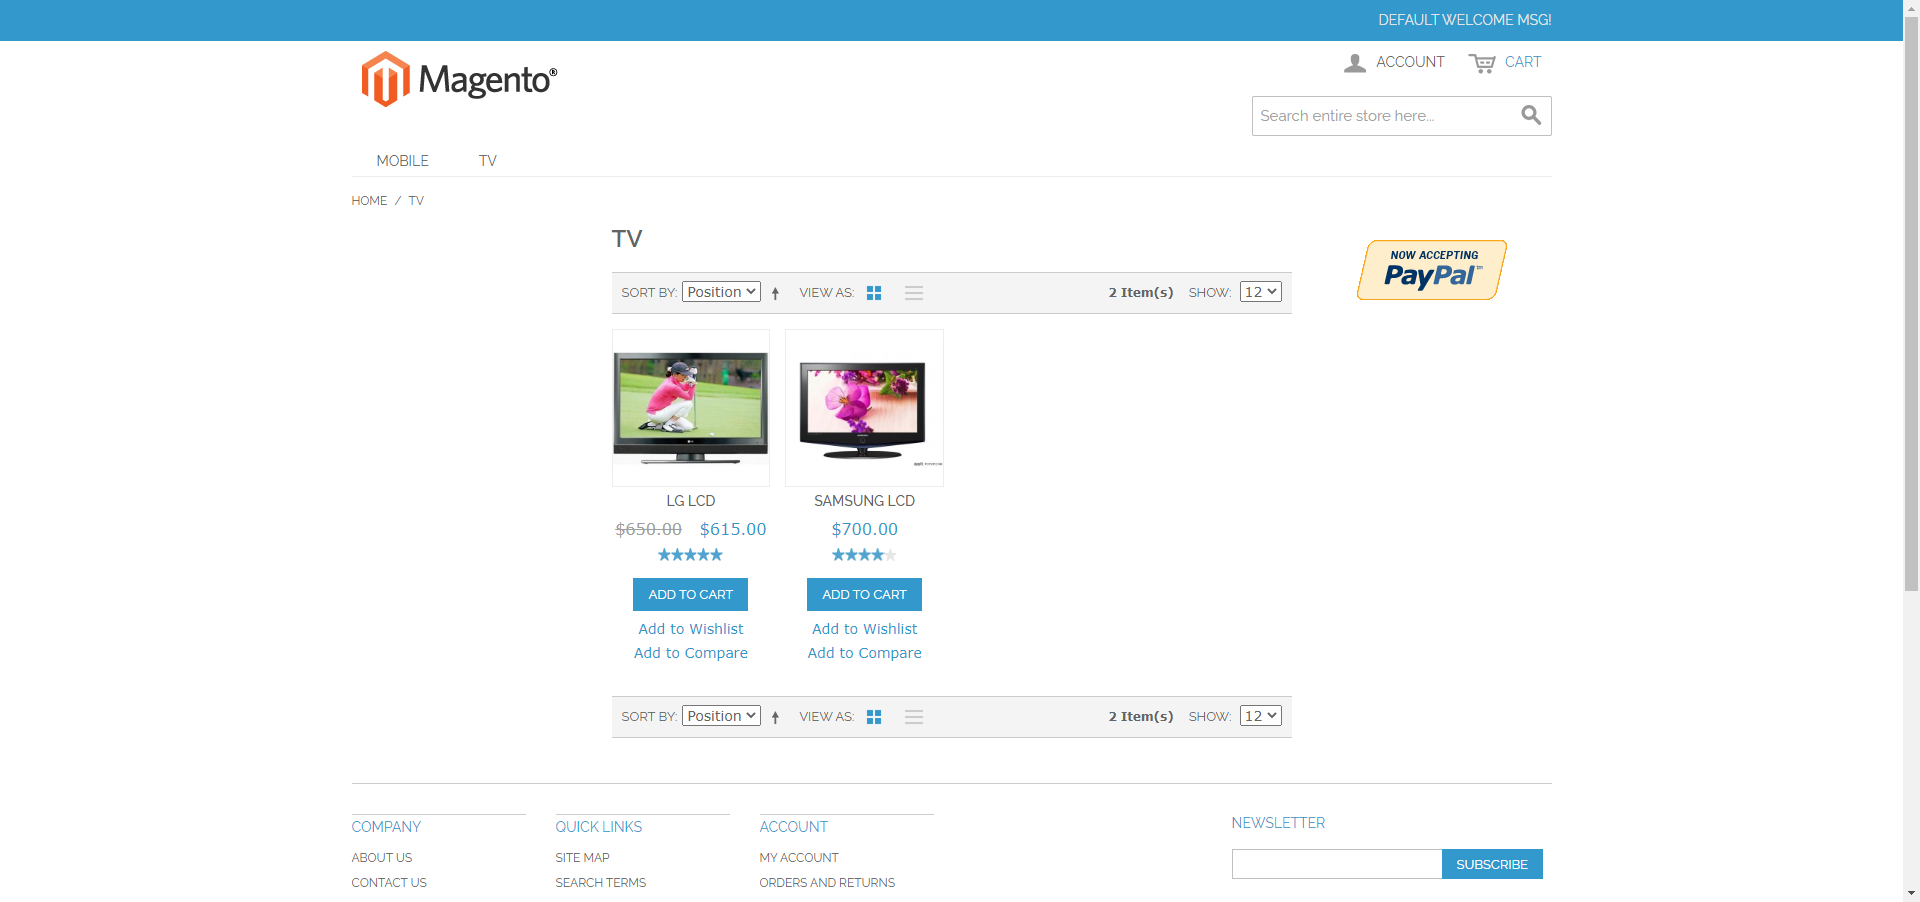 DEFAULT WELCOME MSG!
Magento®
ACCOUNT
CART
Search entire store here...
MOBILE
TV
HOME / TV
TV
SORT BY: Position VIEW AS: 2 Item(s) SHOW: 12
NOW ACCEPTING
PayPal™
LG LCD
$650.00 $615.00
ADD TO CART
Add to Wishlist
Add to Compare
SAMSUNG LCD
$700.00
ADD TO CART
Add to Wishlist
Add to Compare
SORT BY: Position VIEW AS: 2 Item(s) SHOW: 12
COMPANY
ABOUT US
CONTACT US
QUICK LINKS
SITE MAP
SEARCH TERMS
ACCOUNT
MY ACCOUNT
ORDERS AND RETURNS
NEWSLETTER
SUBSCRIBE